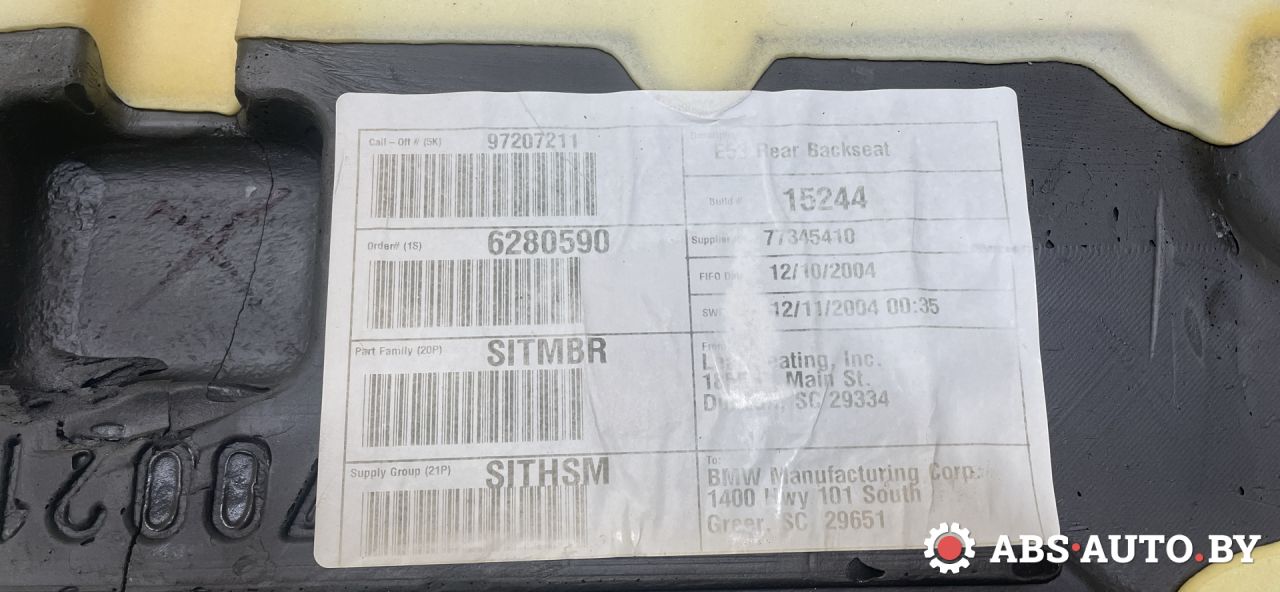 Call - Off # (5K) 97207211
Rear Backseat
Build # 15244
Order# (1S) 6280590
Supplier 77345410
FIFO 12/10/2004
12/11/2004 00:35
Part Family (20P) SITMBR
From
Inc.
Main St.
SC 29334
Supply Group (21P) SITHSM
To:
BMW Manufacturing Corp.
1400 Hwy 101 South
Greer, SC 29651
ABS·AUTO.BY